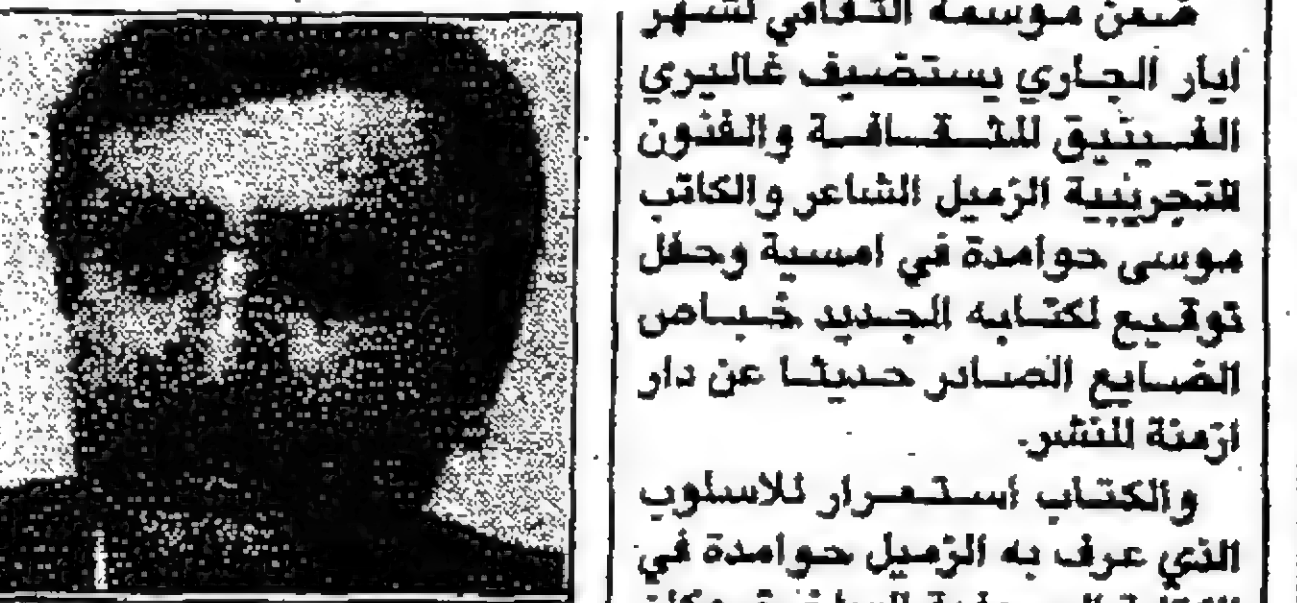 ضمن موسمه الثقافي لشهر
ايار الجاري يستضيف غاليري
الفينيق للثقافة والفنون
التجريبية الزميل الشاعر والكاتب
موسى حوامدة في امسية وحفل
توقيع لكتابه الجديد خباص
الضايع الصادر حديثا عن دار
ازمنة للنشر.
والكتاب استمرار للاسلوب
الذي عرف به الزميل حوامدة في